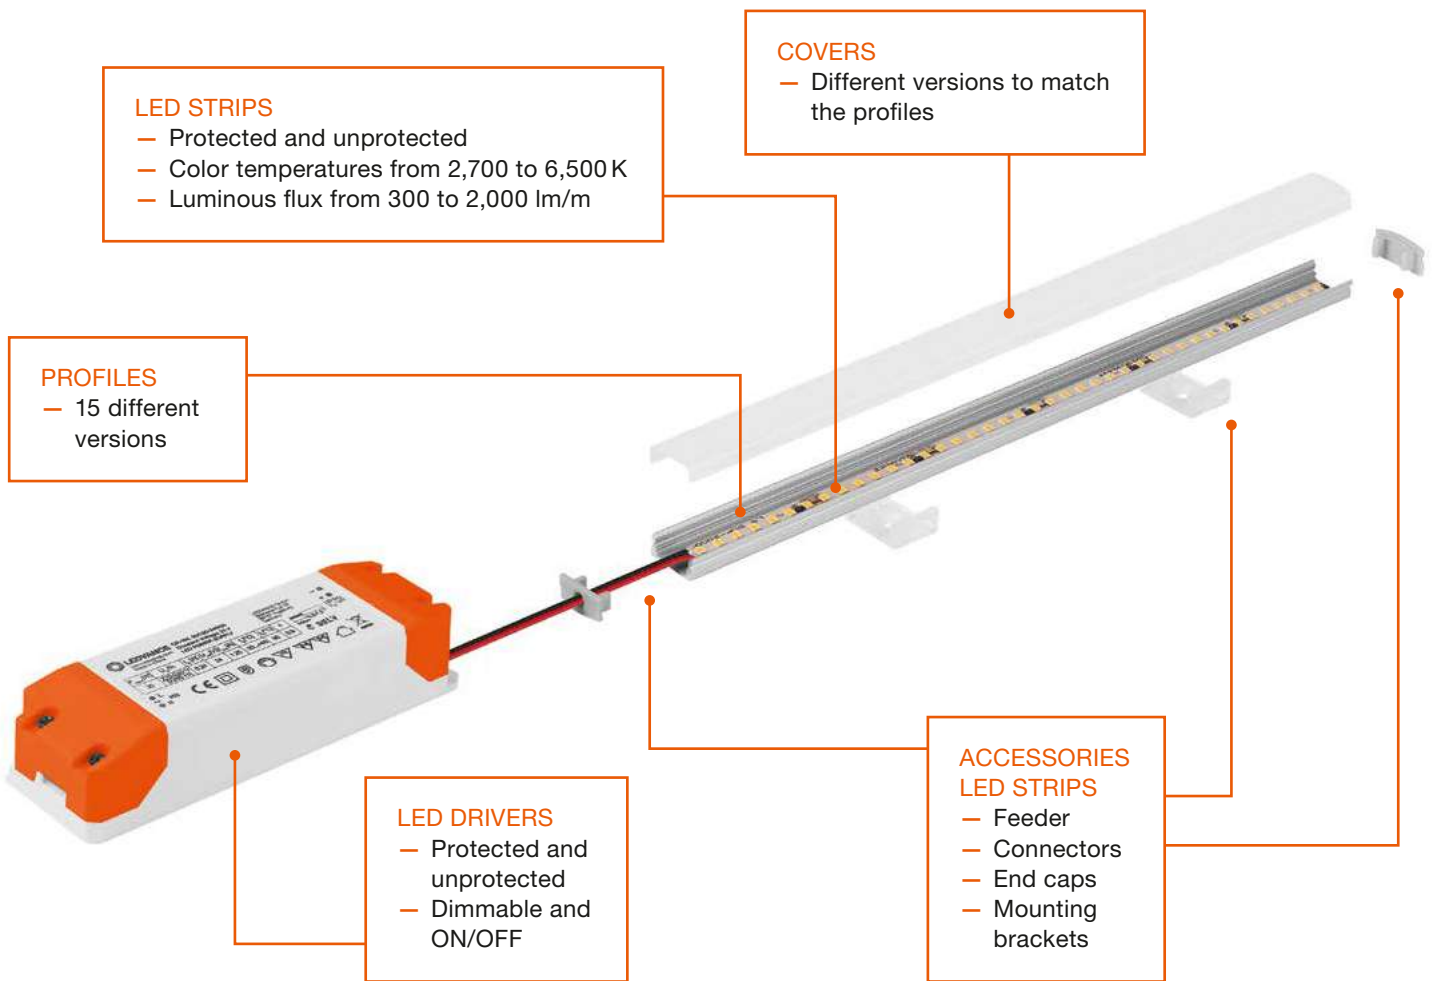 COVERS
— Different versions to match
the profiles
LED STRIPS
— Protected and unprotected
— Color temperatures from 2,700 to 6,500 K
— Luminous flux from 300 to 2,000 lm/m
PROFILES
— 15 different
versions
LEDVANCE
LED DRIVERS
— Protected and
unprotected
— Dimmable and
ON/OFF
ACCESSORIES
LED STRIPS
— Feeder
— Connectors
— End caps
— Mounting
brackets